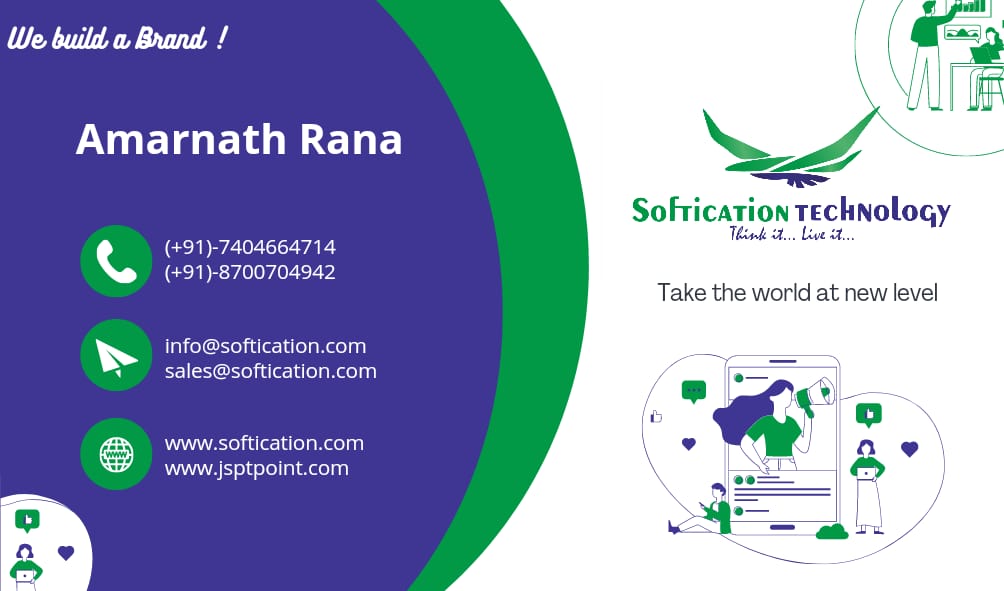 We build a Brand !
Amarnath Rana
(+91)-7404664714
(+91)-8700704942
info@softication.com
sales@softication.com
www.softication.com
www.jsptpoint.com
Softication TECHNology
Think it... Live it...
Take the world at new level